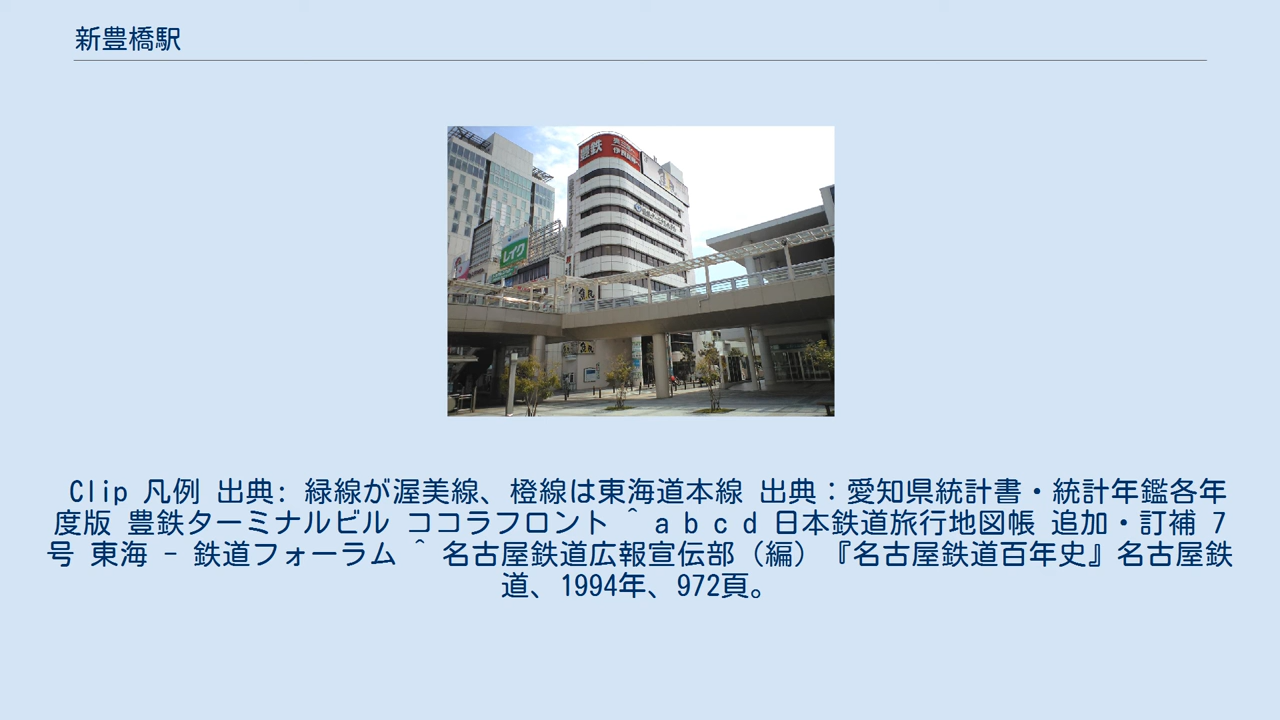 新豊橋駅
豊鉄
レイク
Clip 凡例 出典: 緑線が渥美線、橙線は東海道本線 出典：愛知県統計書・統計年鑑各年
度版 豊鉄ターミナルビル ココラフロント ^ a b c d 日本鉄道旅行地図帳 追加・訂補 7
号 東海 - 鉄道フォーラム ^ 名古屋鉄道広報宣伝部（編）『名古屋鉄道百年史』名古屋鉄
道、1994年、972頁。